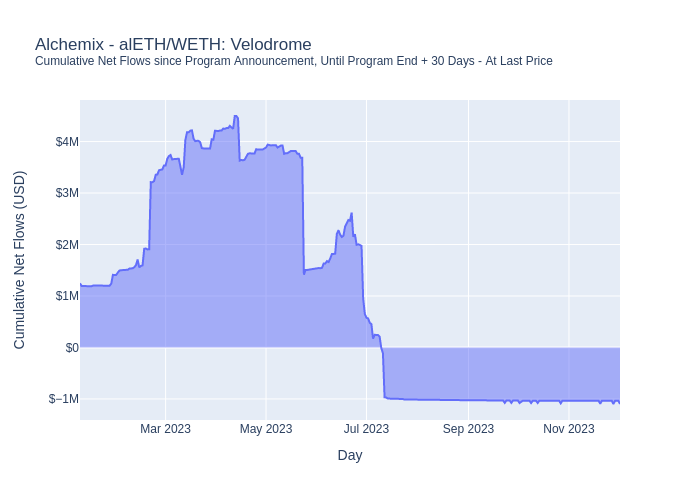 Alchemix - alETH/WETH: Velodrome
Cumulative Net Flows since Program Announcement, Until Program End + 30 Days - At Last Price
Cumulative Net Flows (USD)
$4M
$3M
$2M
$1M
$0
$−1M
Mar 2023
May 2023
Jul 2023
Sep 2023
Nov 2023
Day